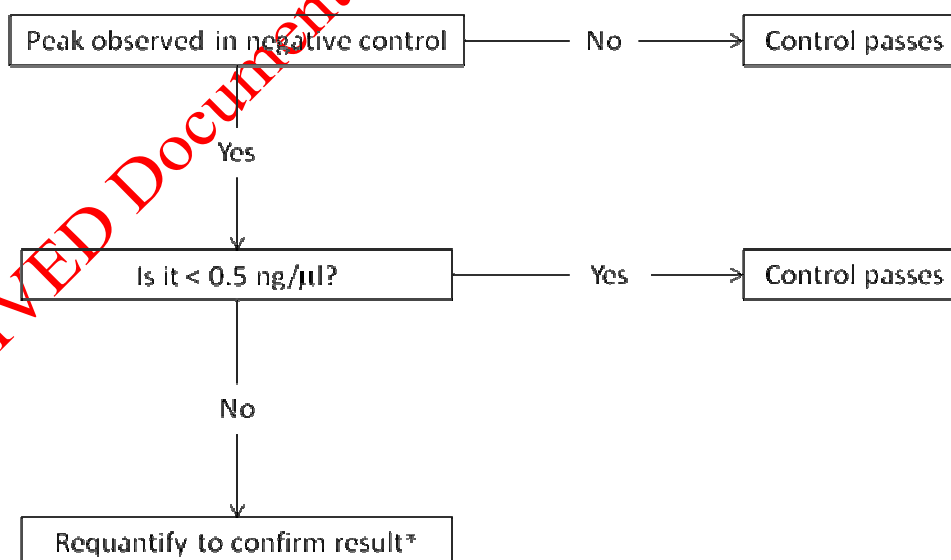 Peak observed in negative control
No
Control passes
Yes
Is it < 0.5 ng/µl?
Yes
Control passes
No
Requantify to confirm result*
VED Document